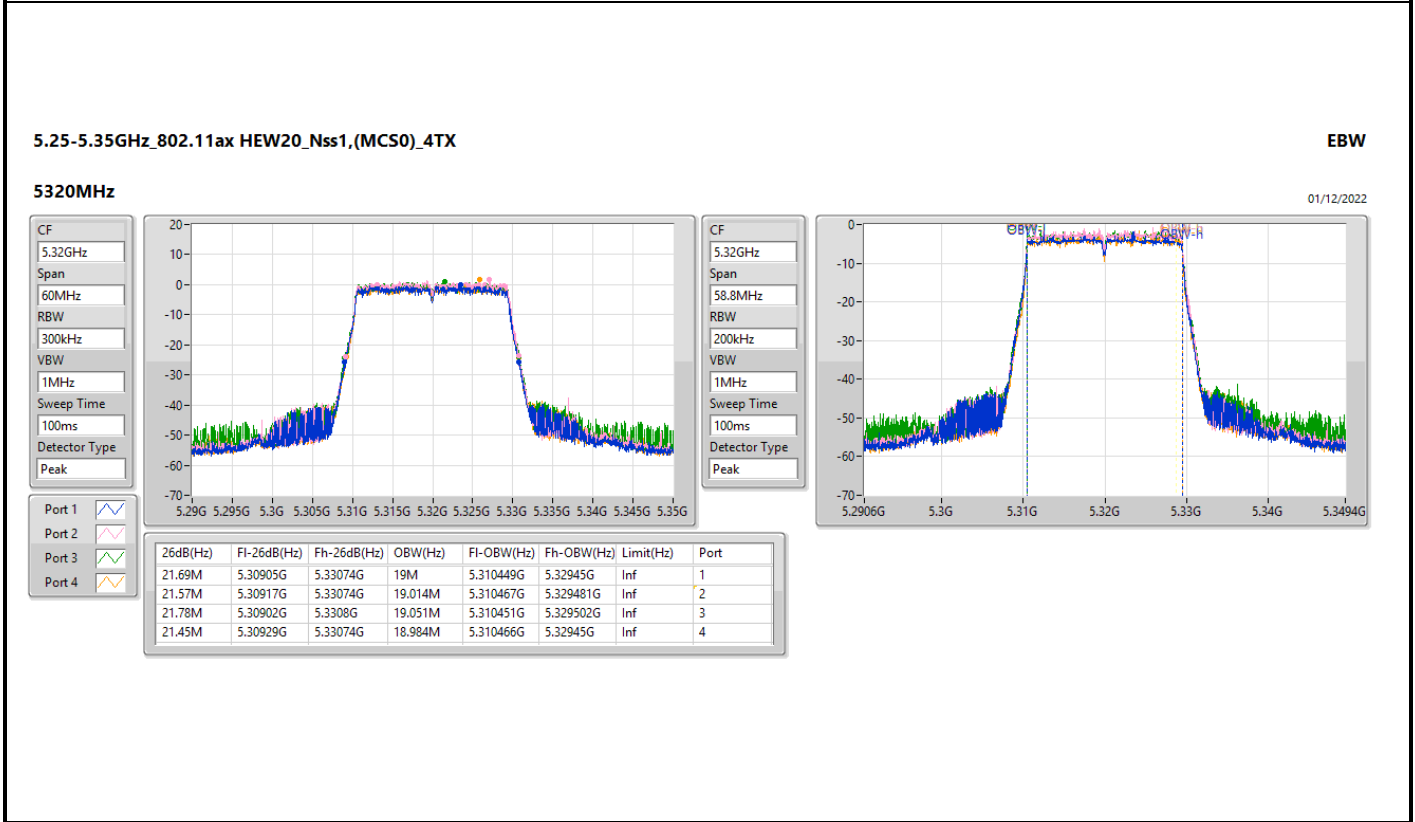 5.25-5.35GHz_802.11ax HEW20_Nss1,(MCS0)_4TX EBW
5320MHz
01/12/2022
CF
5.32GHz
Span
60MHz
RBW
300kHz
VBW
1MHz
Sweep Time
100ms
Detector Type
Peak
Port 1
Port 2
Port 3
Port 4
20
10
0
-10
-20
-30
-40
-50
-60
-70
5.29G 5.295G 5.3G 5.305G 5.31G 5.315G 5.32G 5.325G 5.33G 5.335G 5.34G 5.345G 5.35G
CF
5.32GHz
Span
58.8MHz
RBW
200kHz
VBW
1MHz
Sweep Time
100ms
Detector Type
Peak
0
-10
-20
-30
-40
-50
-60
-70
OBW-l
OBW-h
5.2906G 5.3G 5.31G 5.32G 5.33G 5.34G 5.3494G
26dB(Hz) Fl-26dB(Hz) Fh-26dB(Hz) OBW(Hz) Fl-OBW(Hz) Fh-OBW(Hz) Limit(Hz) Port
21.69M 5.30905G 5.33074G 19M 5.310449G 5.32945G Inf 1
21.57M 5.30917G 5.33074G 19.014M 5.310467G 5.329481G Inf 2
21.78M 5.30902G 5.3308G 19.051M 5.310451G 5.329502G Inf 3
21.45M 5.30929G 5.33074G 18.984M 5.310466G 5.32945G Inf 4